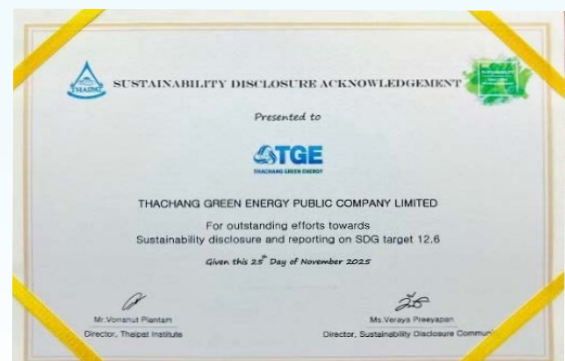 THAIPAT
SUSTAINABILITY DISCLOSURE ACKNOWLEDGEMENT
Presented to
TGE
THACHANG GREEN ENERGY
THACHANG GREEN ENERGY PUBLIC COMPANY LIMITED
For outstanding efforts towards
Sustainability disclosure and reporting on SDG target 12.6
Given this 25th Day of November 2025
Mr.Vorranut Piantam
Director, Thaipat Institute
Ms.Veraya Preeyapan
Director, Sustainability Disclosure